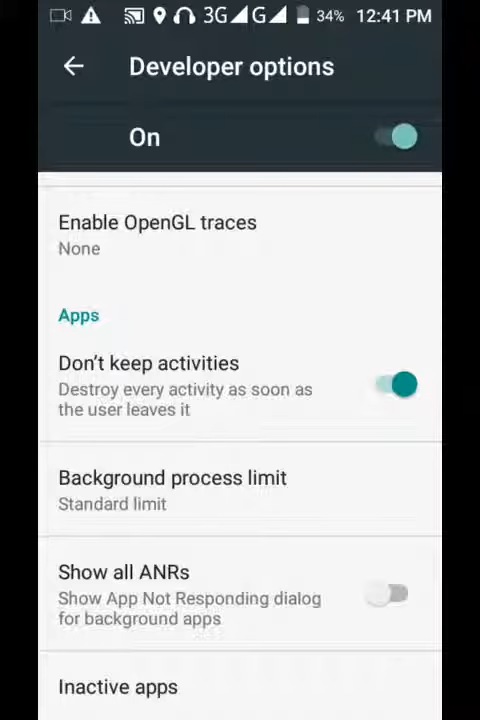 3G G 34% 12:41 PM
Developer options
On
Enable OpenGL traces
None
Apps
Don't keep activities
Destroy every activity as soon as
the user leaves it
Background process limit
Standard limit
Show all ANRs
Show App Not Responding dialog
for background apps
Inactive apps